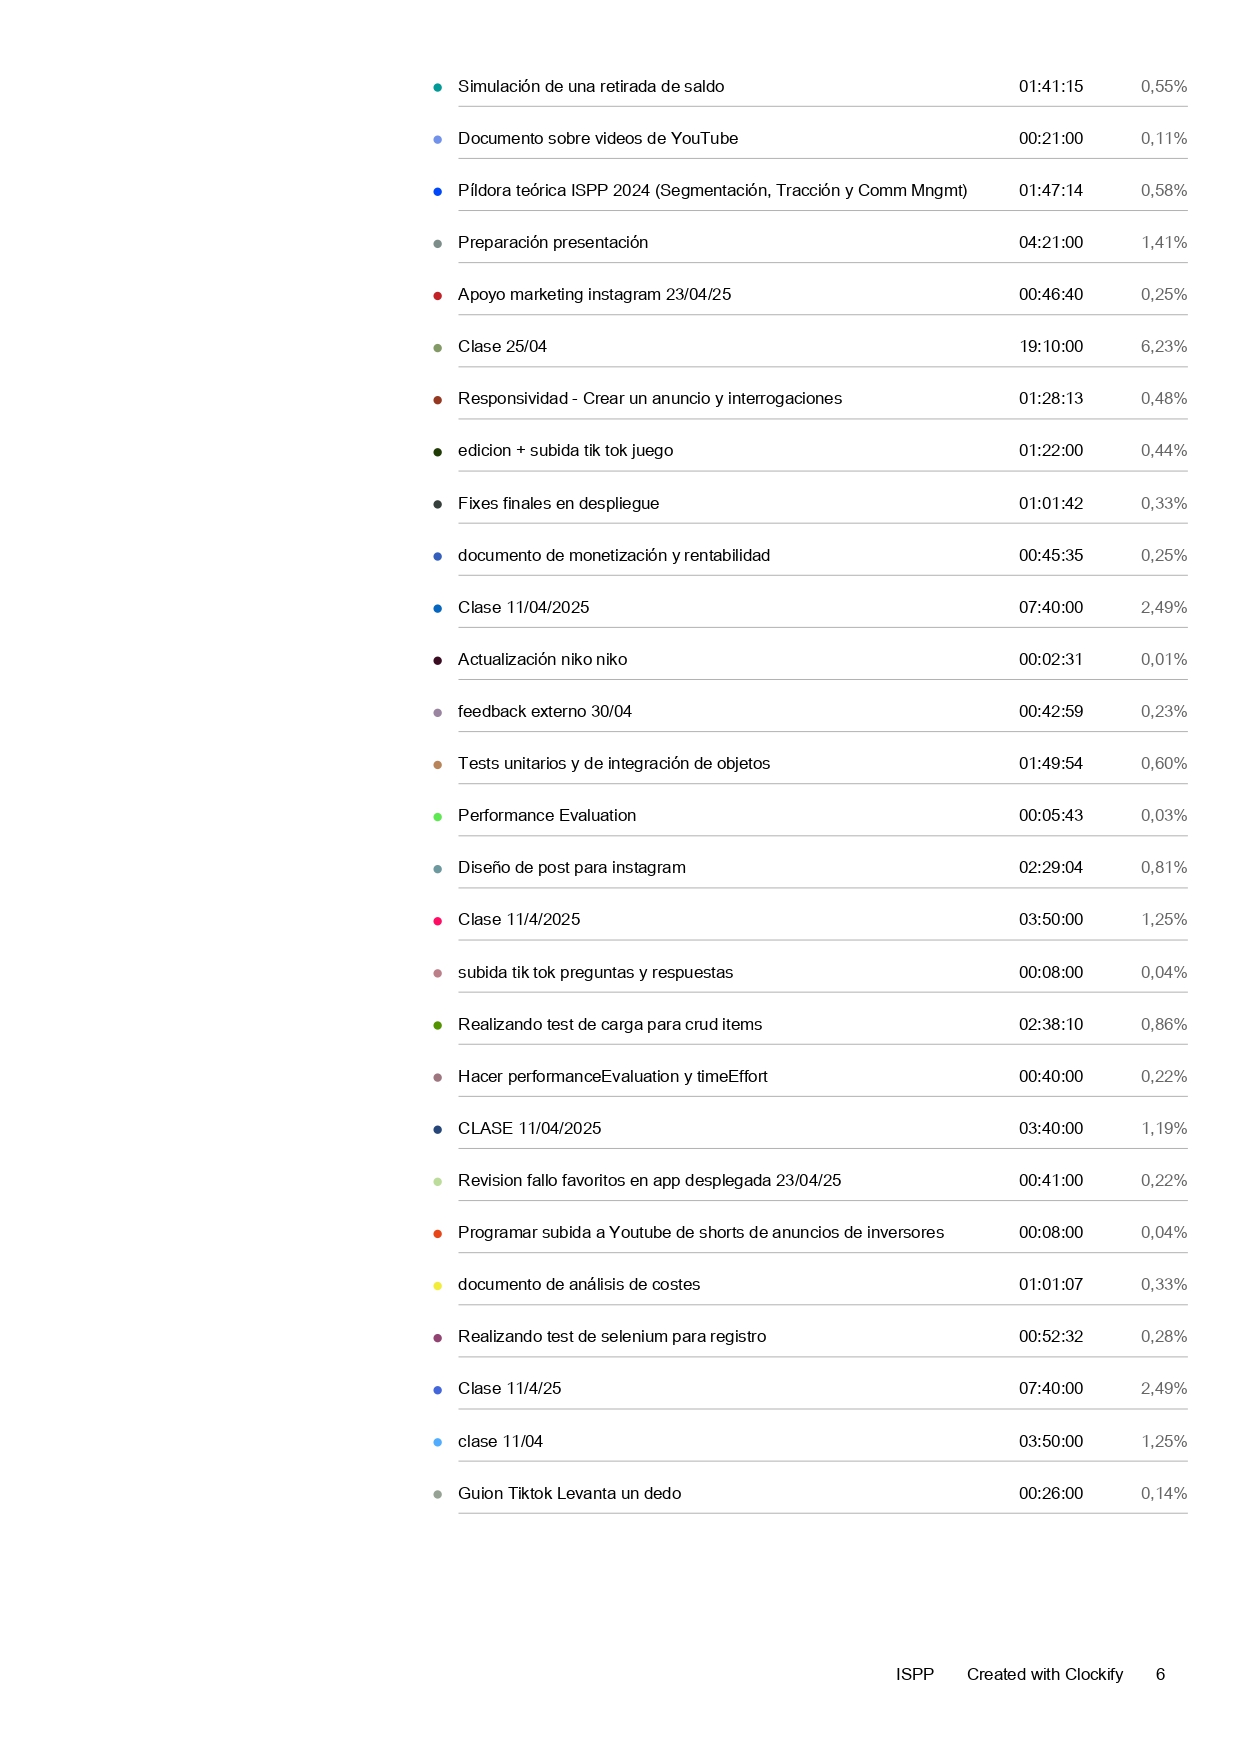 Simulación de una retirada de saldo 01:41:15 0,55%
Documento sobre videos de YouTube 00:21:00 0,11%
Píldora teórica ISPP 2024 (Segmentación, Tracción y Comm Mngmt) 01:47:14 0,58%
Preparación presentación 04:21:00 1,41%
Apoyo marketing instagram 23/04/25 00:46:40 0,25%
Clase 25/04 19:10:00 6,23%
Responsividad - Crear un anuncio y interrogaciones 01:28:13 0,48%
edicion + subida tik tok juego 01:22:00 0,44%
Fixes finales en despliegue 01:01:42 0,33%
documento de monetización y rentabilidad 00:45:35 0,25%
Clase 11/04/2025 07:40:00 2,49%
Actualización niko niko 00:02:31 0,01%
feedback externo 30/04 00:42:59 0,23%
Tests unitarios y de integración de objetos 01:49:54 0,60%
Performance Evaluation 00:05:43 0,03%
Diseño de post para instagram 02:29:04 0,81%
Clase 11/4/2025 03:50:00 1,25%
subida tik tok preguntas y respuestas 00:08:00 0,04%
Realizando test de carga para crud items 02:38:10 0,86%
Hacer performanceEvaluation y timeEffort 00:40:00 0,22%
CLASE 11/04/2025 03:40:00 1,19%
Revision fallo favoritos en app desplegada 23/04/25 00:41:00 0,22%
Programar subida a Youtube de shorts de anuncios de inversores 00:08:00 0,04%
documento de análisis de costes 01:01:07 0,33%
Realizando test de selenium para registro 00:52:32 0,28%
Clase 11/4/25 07:40:00 2,49%
clase 11/04 03:50:00 1,25%
Guion Tiktok Levanta un dedo 00:26:00 0,14%
ISPP Created with Clockify 6